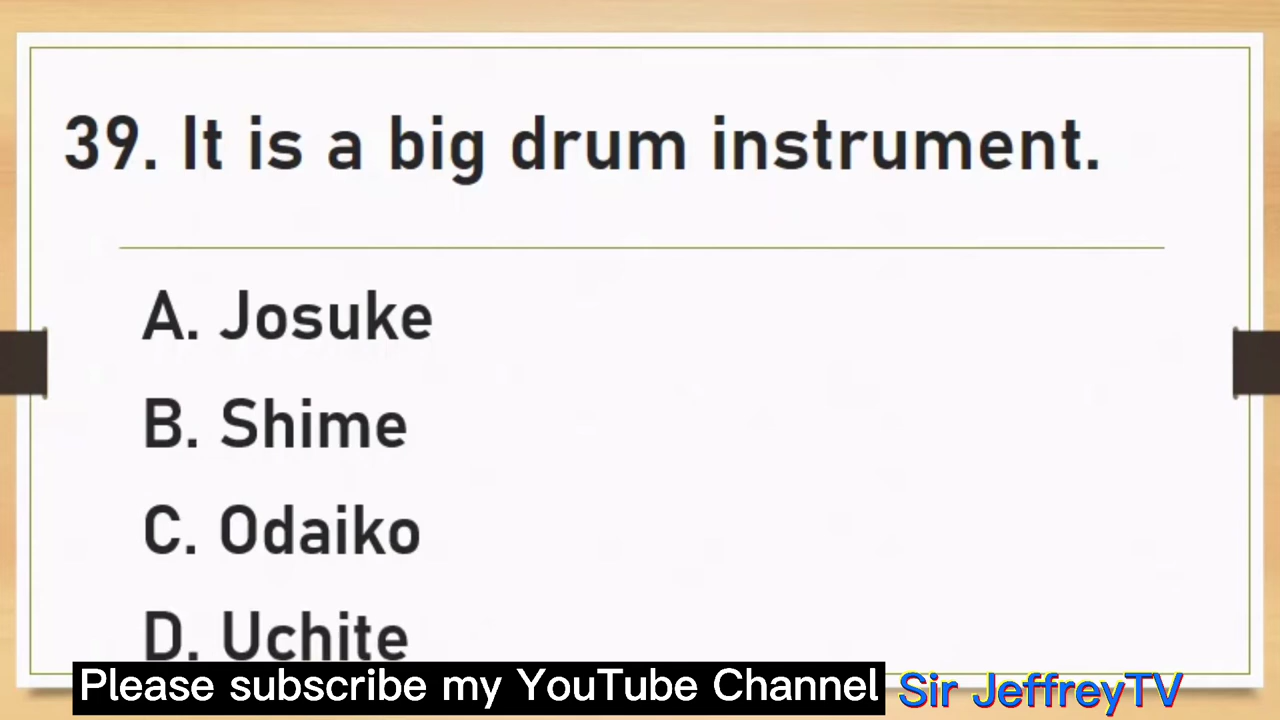 39. It is a big drum instrument.
A. Josuke
B. Shime
C. Odaiko
D. Uchite
Please subscribe my YouTube Channel Sir JeffreyTV